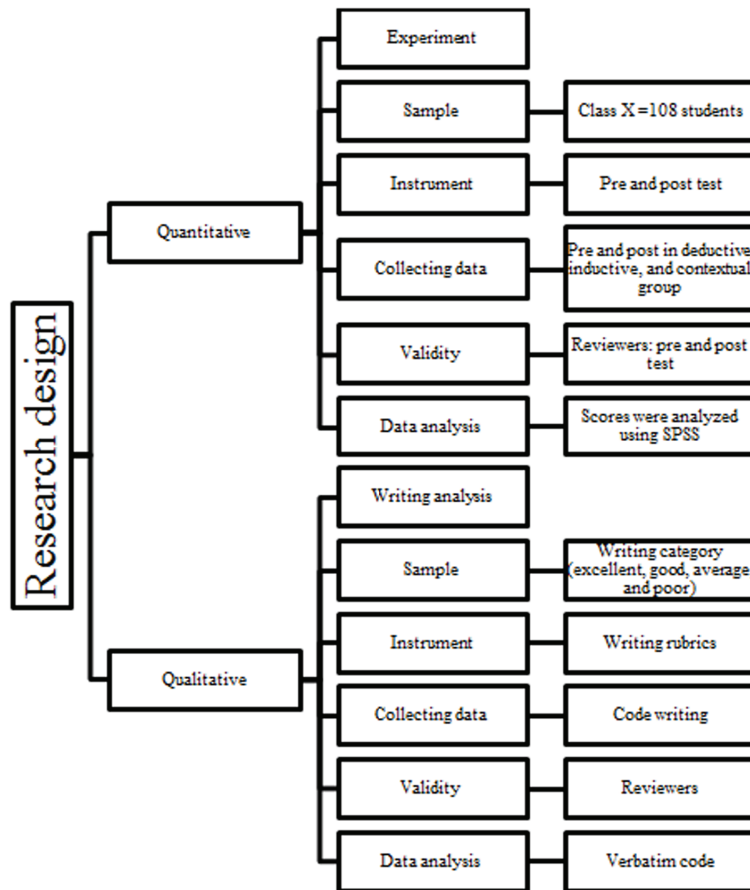 Research design
Quantitative
Experiment
Sample
Class X =108 students
Instrument
Pre and post test
Collecting data
Pre and post in deductive,
inductive, and contextual
group
Validity
Reviewers: pre and post
test
Data analysis
Scores were analyzed
using SPSS
Qualitative
Writing analysis
Sample
Writing category
(excellent, good, average
and poor)
Instrument
Writing rubrics
Collecting data
Code writing
Validity
Reviewers
Data analysis
Verbatim code